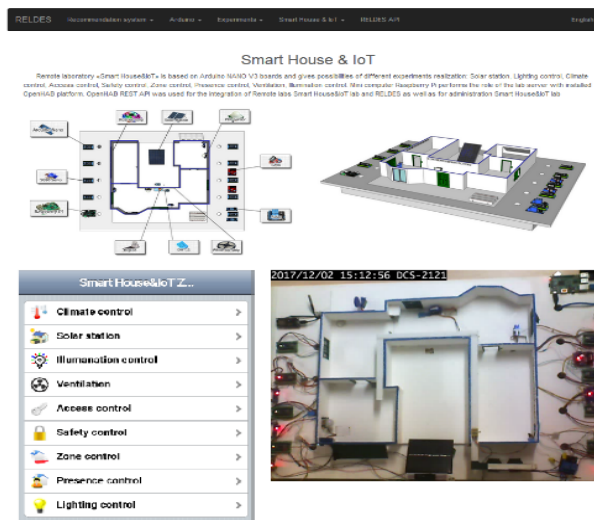 RELDES Recommendation system Arduino Experiments Smart House & IoT RELDES API English
Smart House & IoT
Remote laboratory «Smart House&IoT» is based on Arduino NANO V3 boards and gives possibilities of different experiments realization: Solar station, Lighting control, Climate
control, Access control, Safety control, Zone control, Presence control, Ventilation, Illumination control. Mini computer Raspberry Pi performs the role of the lab server with installed
OpenHAB platform. OpenHAB REST API was used for the integration of Remote labs Smart House&IoT lab and RELDES as well as for administration Smart House&IoT lab
Smart House&IoT Z...
Climate control
Solar station
Illumanation control
Ventilation
Access control
Safety control
Zone control
Presence control
Lighting control
2017/12/02 15:12:56 DCS-2121